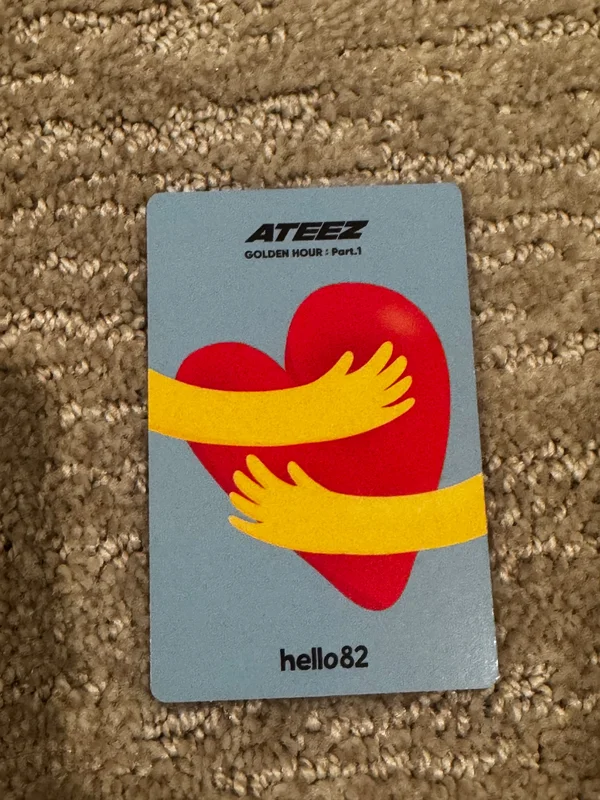 ATEEZ
GOLDEN HOUR : Part.1
hello82